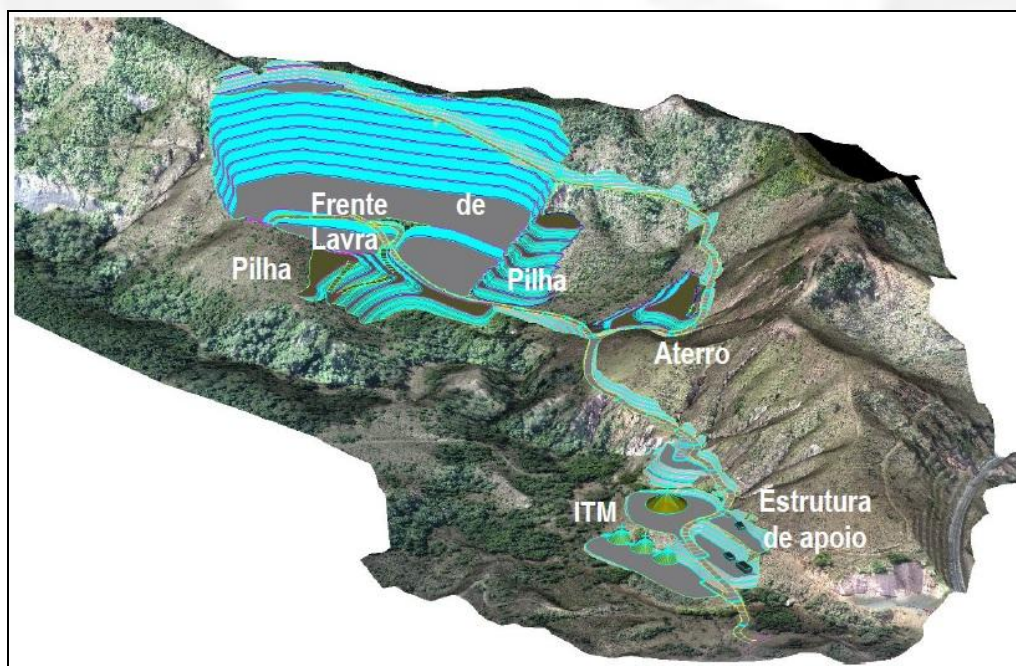 Frente de
Lavra
Pilha
Pilha
Aterro
ITM
Estrutura
de apoio